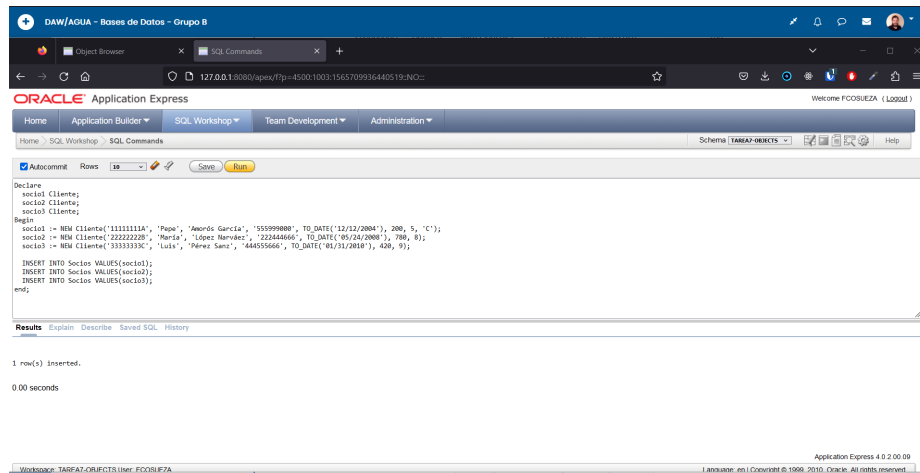 DAW/AGUA - Bases de Datos - Grupo B
Object Browser
SQL Commands
127.0.0.1:8080/apex/f?p=4500:1003:1565709936440519::NO:::
ORACLE Application Express
Welcome FCOSUEZA ( Logout )
Home Application Builder SQL Workshop Team Development Administration
Home SQL Workshop SQL Commands
Schema TAREA7-OBJECTS Help
Autocommit Rows 10 Save Run
Declare
socio1 Cliente;
socio2 Cliente;
socio3 Cliente;
Begin
socio1 := NEW Cliente('11111111A', 'Pepe', 'Amorós García', '555999000', TO_DATE('12/12/2004'), 200, 5, 'C');
socio2 := NEW Cliente('22222222B', 'María', 'López Narváez', '222444666', TO_DATE('05/24/2008'), 780, 8);
socio3 := NEW Cliente('33333333C', 'Luis', 'Pérez Sanz', '444555666', TO_DATE('01/31/2010'), 420, 9);
INSERT INTO Socios VALUES(socio1);
INSERT INTO Socios VALUES(socio2);
INSERT INTO Socios VALUES(socio3);
end;
Results Explain Describe Saved SQL History
1 row(s) inserted.
0.00 seconds
Application Express 4.0.2.00.09
Workspace: TAREA7-OBJECTS User: FCOSUEZA
Language: en | Copyright © 1999, 2010, Oracle. All rights reserved.